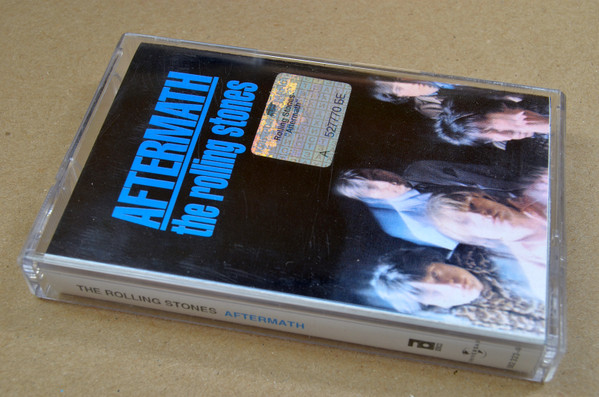 AFTERMATH
the rolling stones
Rolling Stones
"Aftermath"
A 527770 6E
THE ROLLING STONES AFTERMATH